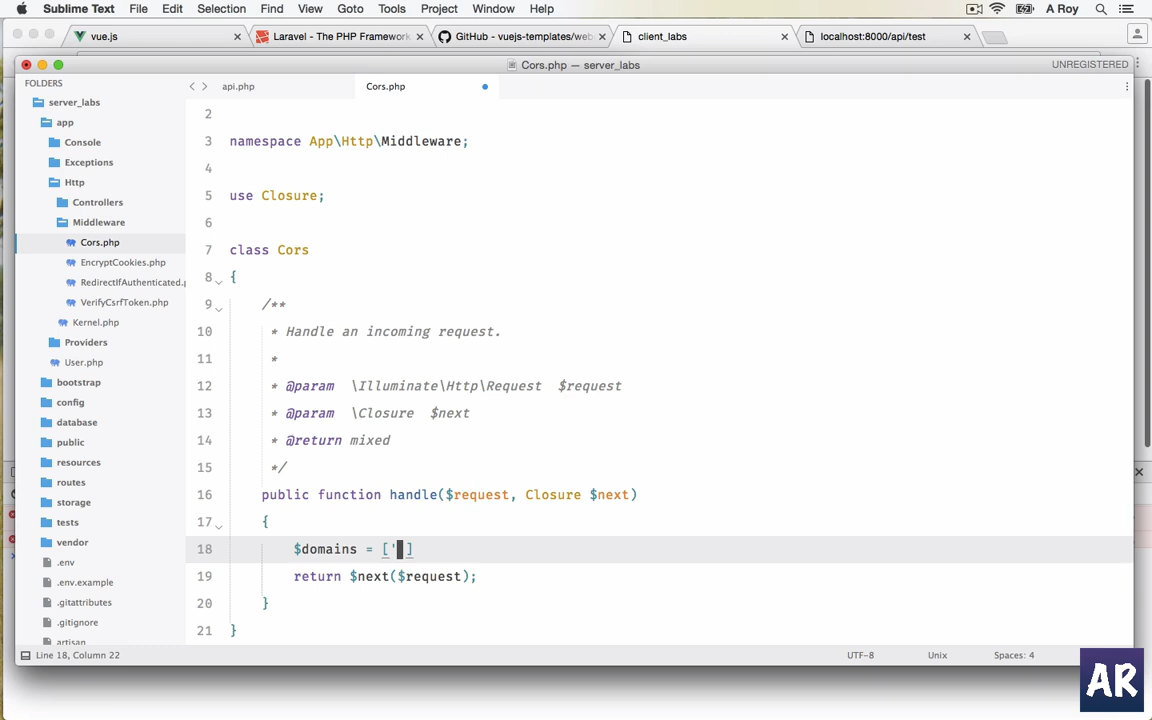 Sublime Text File Edit Selection Find View Goto Tools Project Window Help A Roy
vue.js Laravel - The PHP Framework GitHub - vuejs-templates/web client_labs localhost:8000/api/test
Cors.php — server_labs UNREGISTERED
FOLDERS
server_labs
app
Console
Exceptions
Http
Controllers
Middleware
Cors.php
EncryptCookies.php
RedirectIfAuthenticated.p
VerifyCsrfToken.php
Kernel.php
Providers
User.php
bootstrap
config
database
public
resources
routes
storage
tests
vendor
.env
.env.example
.gitattributes
.gitignore
artisan
api.php Cors.php
2
3 namespace App\Http\Middleware;
4
5 use Closure;
6
7 class Cors
8 {
9 /**
10 * Handle an incoming request.
11 *
12 * @param \Illuminate\Http\Request $request
13 * @param \Closure $next
14 * @return mixed
15 */
16 public function handle($request, Closure $next)
17 {
18 $domains = [' ]
19 return $next($request);
20 }
21 }
Line 18, Column 22 UTF-8 Unix Spaces: 4
AR